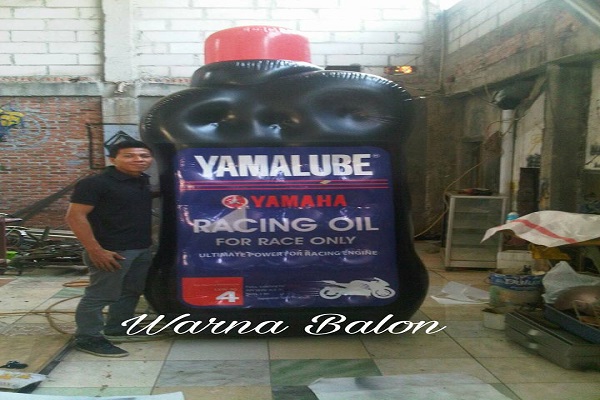 YAMALUBE
YAMAHA
RACING OIL
FOR RACE ONLY
ULTIMATE POWER FOR RACING ENGINE
4
Warna Balon